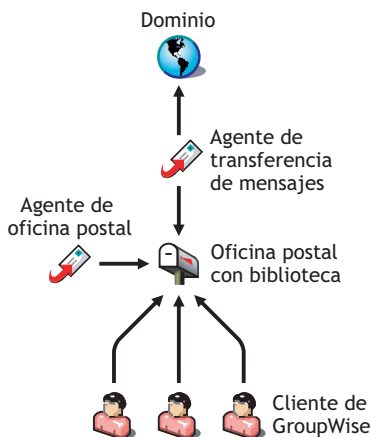 Dominio
Agente de
transferencia
de mensajes
Agente de
oficina postal
Oficina postal
con biblioteca
Cliente de
GroupWise